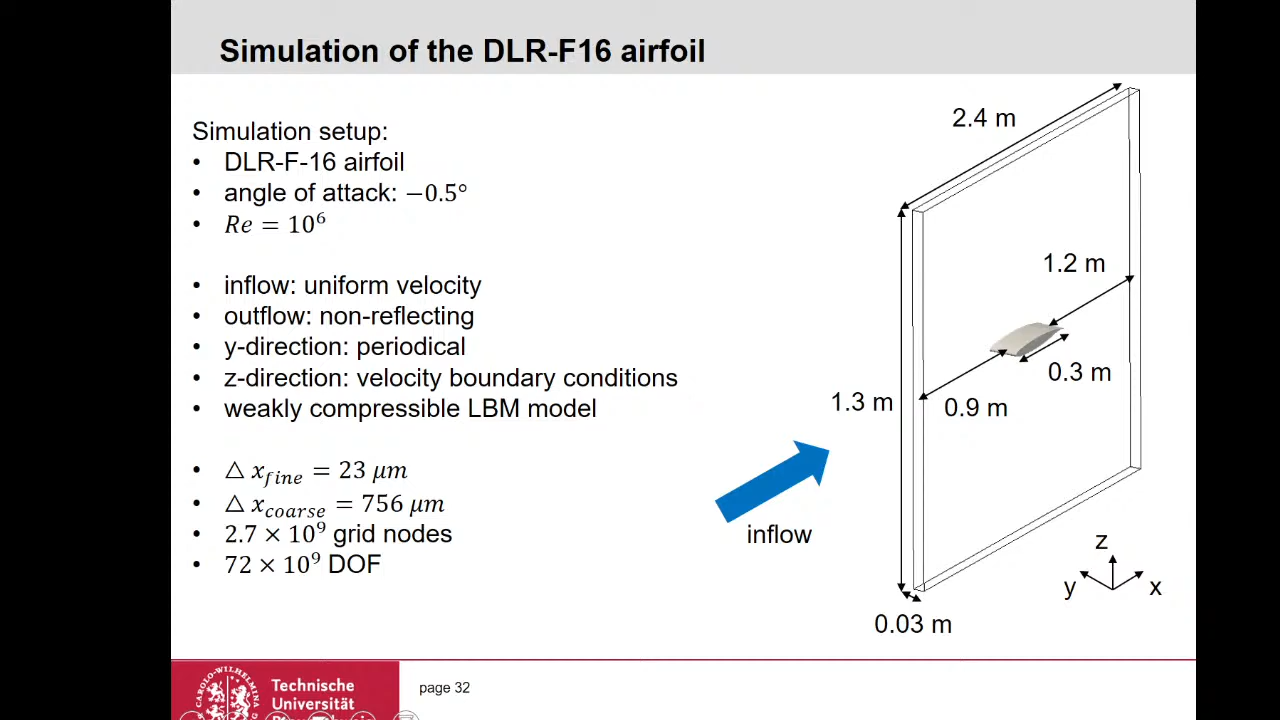 Simulation of the DLR-F16 airfoil
Simulation setup:
• DLR-F-16 airfoil
• angle of attack: −0.5°
• Re = 10⁶
• inflow: uniform velocity
• outflow: non-reflecting
• y-direction: periodical
• z-direction: velocity boundary conditions
• weakly compressible LBM model
• △ x_fine = 23 μm
• △ x_coarse = 756 μm
• 2.7 × 10⁹ grid nodes
• 72 × 10⁹ DOF
2.4 m
1.2 m
0.3 m
1.3 m
0.9 m
inflow
z
y
x
0.03 m
CAROLO-WILHELMINA
Technische
Universität
page 32